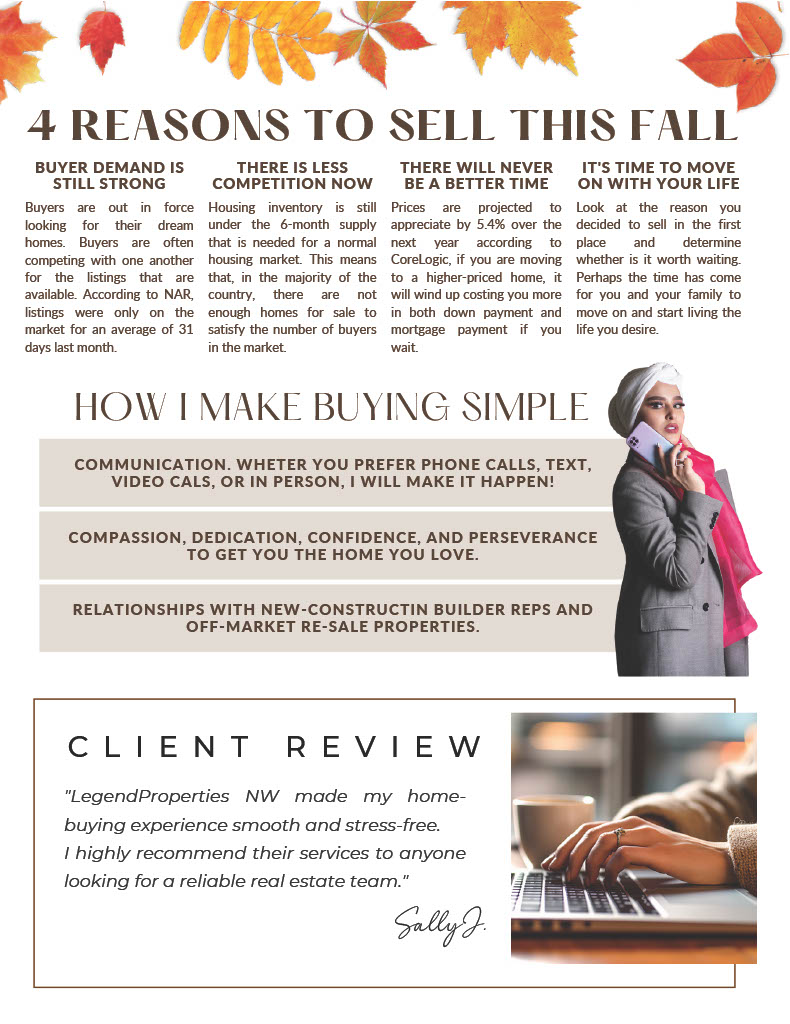 4 REASONS TO SELL THIS FALL
BUYER DEMAND IS
STILL STRONG
Buyers are out in force
looking for their dream
homes. Buyers are often
competing with one another
for the listings that are
available. According to NAR,
listings were only on the
market for an average of 31
days last month.
THERE IS LESS
COMPETITION NOW
Housing inventory is still
under the 6-month supply
that is needed for a normal
housing market. This means
that, in the majority of the
country, there are not
enough homes for sale to
satisfy the number of buyers
in the market.
THERE WILL NEVER
BE A BETTER TIME
Prices are projected to
appreciate by 5.4% over the
next year according to
CoreLogic, if you are moving
to a higher-priced home, it
will wind up costing you more
in both down payment and
mortgage payment if you
wait.
IT'S TIME TO MOVE
ON WITH YOUR LIFE
Look at the reason you
decided to sell in the first
place and determine
whether is it worth waiting.
Perhaps the time has come
for you and your family to
move on and start living the
life you desire.
HOW I MAKE BUYING SIMPLE
COMMUNICATION. WHETER YOU PREFER PHONE CALLS, TEXT,
VIDEO CALS, OR IN PERSON, I WILL MAKE IT HAPPEN!
COMPASSION, DEDICATION, CONFIDENCE, AND PERSEVERANCE
TO GET YOU THE HOME YOU LOVE.
RELATIONSHIPS WITH NEW-CONSTRUCTIN BUILDER REPS AND
OFF-MARKET RE-SALE PROPERTIES.
CLIENT REVIEW
"LegendProperties NW made my home-
buying experience smooth and stress-free.
I highly recommend their services to anyone
looking for a reliable real estate team."
Sally J.